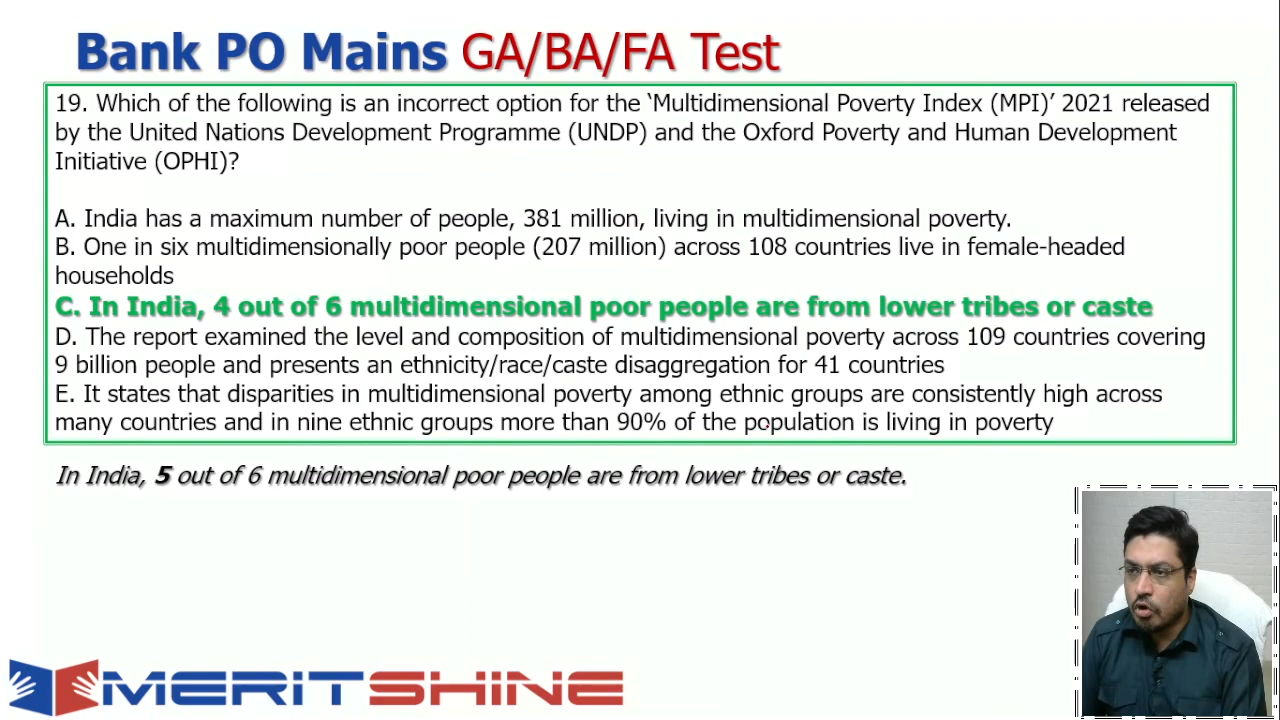 Bank PO Mains GA/BA/FA Test
19. Which of the following is an incorrect option for the ‘Multidimensional Poverty Index (MPI)’ 2021 released
by the United Nations Development Programme (UNDP) and the Oxford Poverty and Human Development
Initiative (OPHI)?
A. India has a maximum number of people, 381 million, living in multidimensional poverty.
B. One in six multidimensionally poor people (207 million) across 108 countries live in female-headed
households
C. In India, 4 out of 6 multidimensional poor people are from lower tribes or caste
D. The report examined the level and composition of multidimensional poverty across 109 countries covering
9 billion people and presents an ethnicity/race/caste disaggregation for 41 countries
E. It states that disparities in multidimensional poverty among ethnic groups are consistently high across
many countries and in nine ethnic groups more than 90% of the population is living in poverty
In India, 5 out of 6 multidimensional poor people are from lower tribes or caste.
MERITSHINE